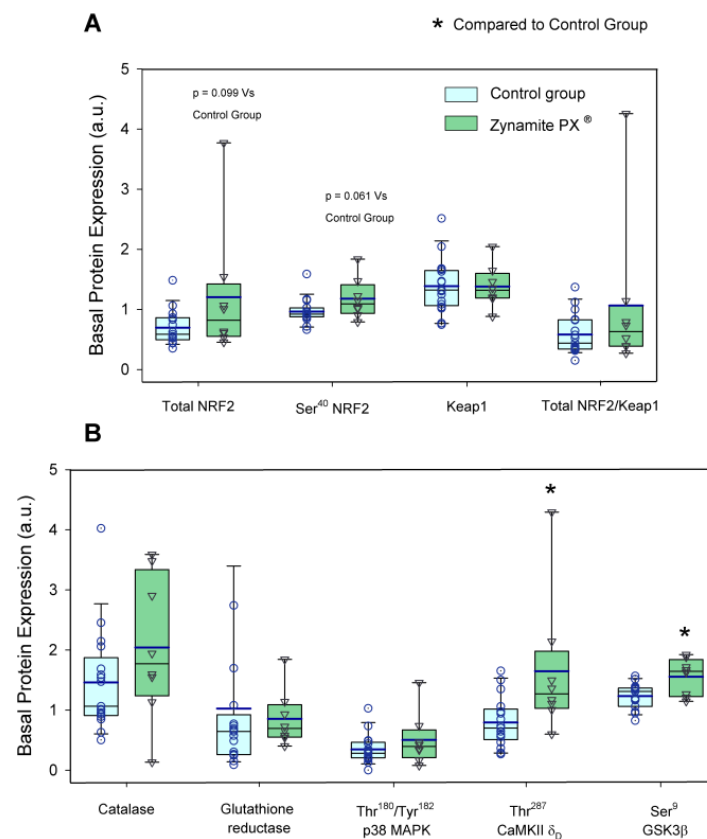 A
* Compared to Control Group
Basal Protein Expression (a.u.)
5
4
3
2
1
0
p = 0.099 Vs
Control Group
p = 0.061 Vs
Control Group
Control group
Zynamite PX ®
Total NRF2
Ser⁴⁰ NRF2
Keap1
Total NRF2/Keap1
B
Basal Protein Expression (a.u.)
5
4
3
2
1
0
*
*
Catalase
Glutathione
reductase
Thr¹⁸⁰/Tyr¹⁸²
p38 MAPK
Thr²⁸⁷
CaMKII δD
Ser⁹
GSK3β